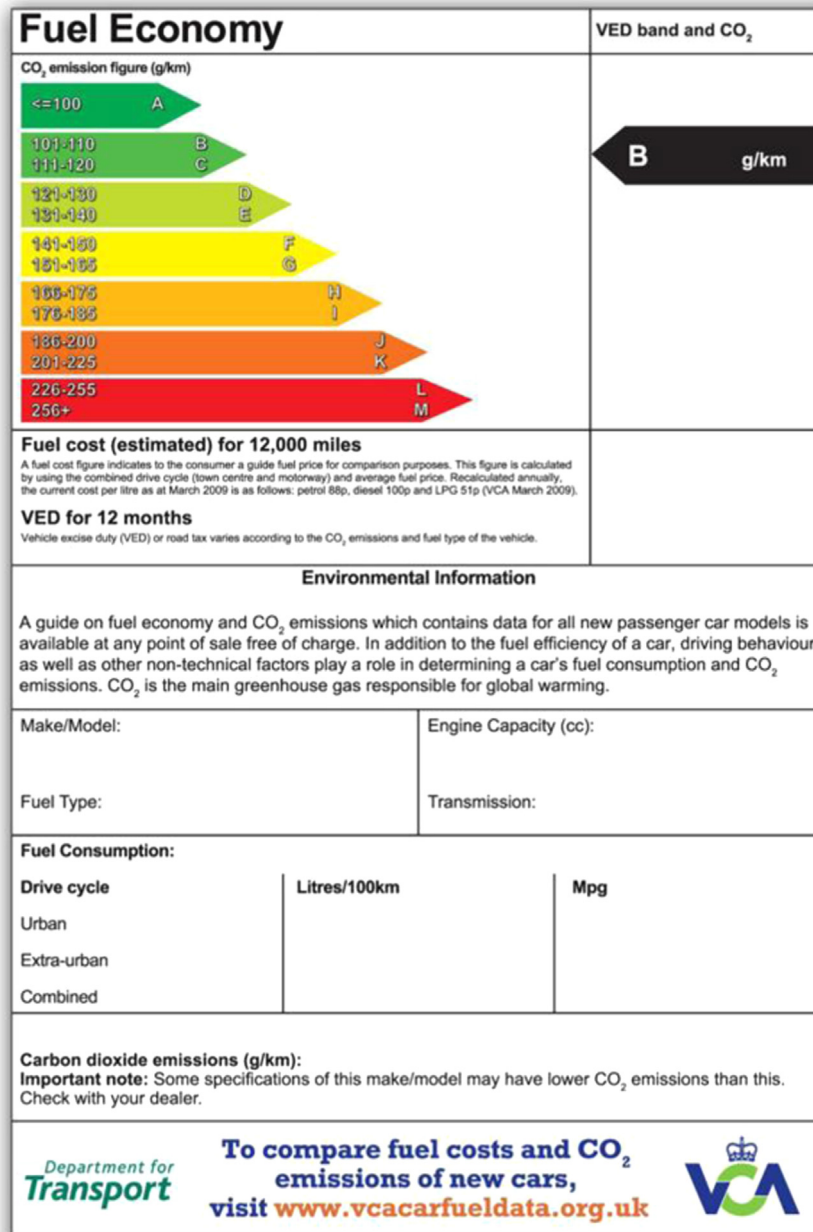 Fuel Economy
VED band and CO₂
CO₂ emission figure (g/km)
<=100 A
101-110 B
111-120 C
121-130 D
131-140 E
141-150 F
151-165 G
166-175 H
176-185 I
186-200 J
201-225 K
226-255 L
256+ M
B g/km
Fuel cost (estimated) for 12,000 miles
A fuel cost figure indicates to the consumer a guide fuel price for comparison purposes. This figure is calculated
by using the combined drive cycle (town centre and motorway) and average fuel price. Recalculated annually,
the current cost per litre as at March 2009 is as follows: petrol 88p, diesel 100p and LPG 51p (VCA March 2009).
VED for 12 months
Vehicle excise duty (VED) or road tax varies according to the CO₂ emissions and fuel type of the vehicle.
Environmental Information
A guide on fuel economy and CO₂ emissions which contains data for all new passenger car models is
available at any point of sale free of charge. In addition to the fuel efficiency of a car, driving behaviour
as well as other non-technical factors play a role in determining a car's fuel consumption and CO₂
emissions. CO₂ is the main greenhouse gas responsible for global warming.
Make/Model:
Engine Capacity (cc):
Fuel Type:
Transmission:
Fuel Consumption:
Drive cycle
Litres/100km
Mpg
Urban
Extra-urban
Combined
Carbon dioxide emissions (g/km):
Important note: Some specifications of this make/model may have lower CO₂ emissions than this.
Check with your dealer.
Department for
Transport
To compare fuel costs and CO₂
emissions of new cars,
visit www.vcacarfueldata.org.uk
VCA